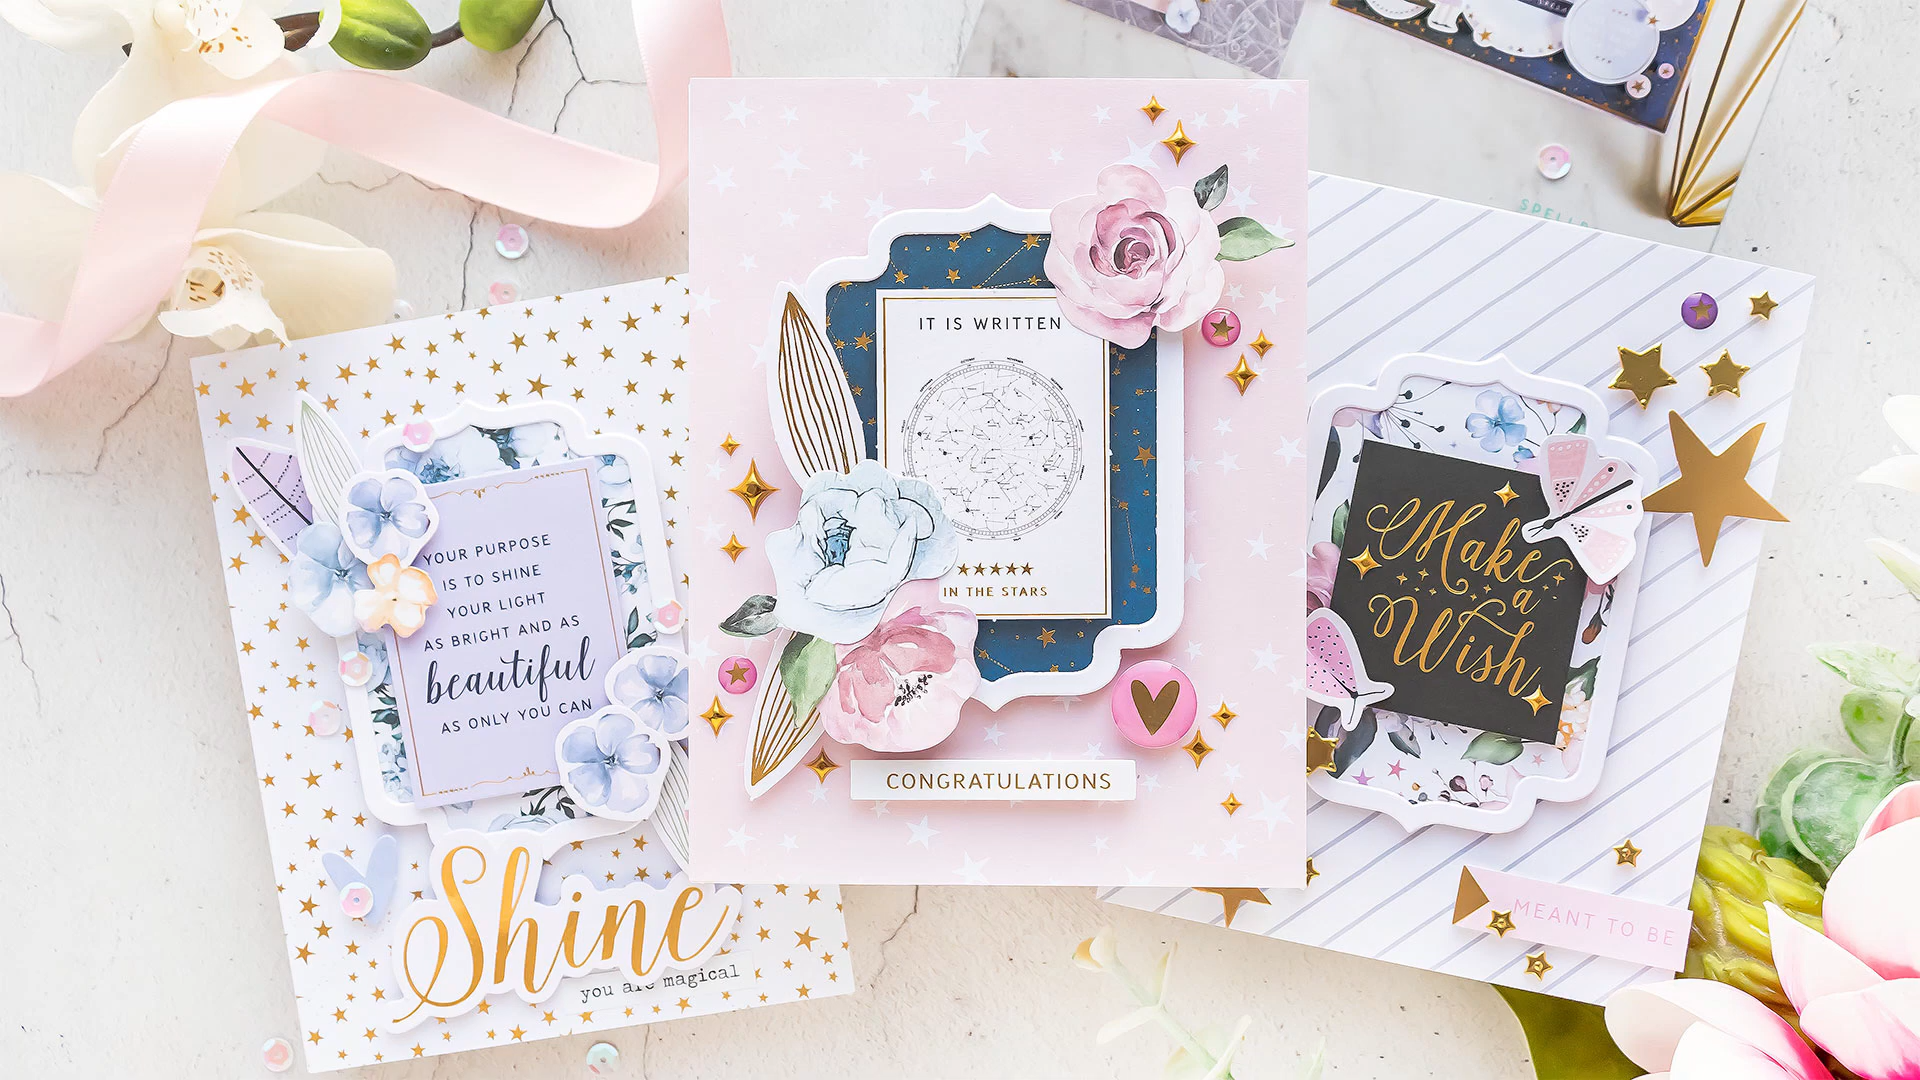 YOUR PURPOSE
IS TO SHINE
YOUR LIGHT
AS BRIGHT AND AS
beautiful
AS ONLY YOU CAN
Shine
you are magical
IT IS WRITTEN
★★★★★
IN THE STARS
CONGRATULATIONS
Make
a
Wish
MEANT TO BE